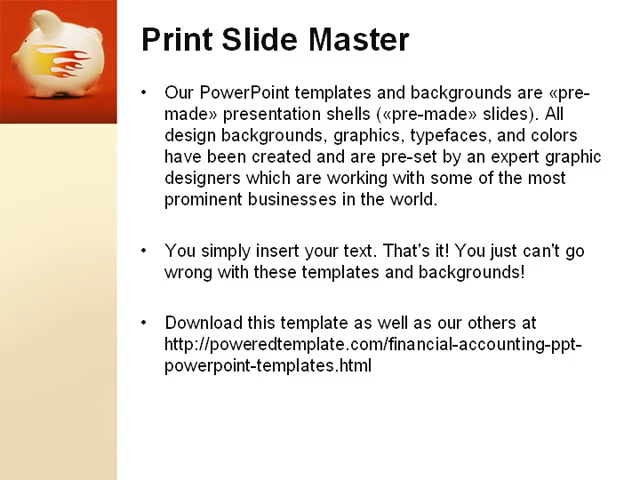 Print Slide Master
• Our PowerPoint templates and backgrounds are «pre-
made» presentation shells («pre-made» slides). All
design backgrounds, graphics, typefaces, and colors
have been created and are pre-set by an expert graphic
designers which are working with some of the most
prominent businesses in the world.
• You simply insert your text. That's it! You just can't go
wrong with these templates and backgrounds!
• Download this template as well as our others at
http://poweredtemplate.com/financial-accounting-ppt-
powerpoint-templates.html